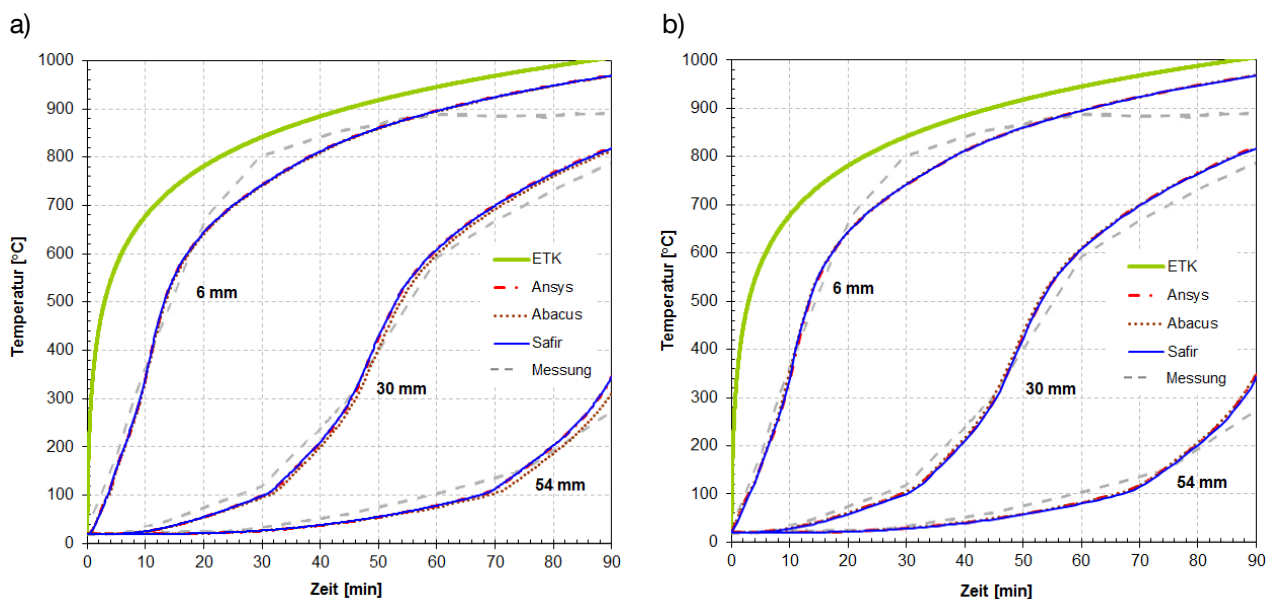 a)
1000
900
800
700
600
500
400
300
200
100
0
Temperatur [°C]
6 mm
30 mm
54 mm
ETK
Ansys
Abacus
Safir
Messung
0 10 20 30 40 50 60 70 80 90
Zeit [min]
b)
1000
900
800
700
600
500
400
300
200
100
0
Temperatur [°C]
6 mm
30 mm
54 mm
ETK
Ansys
Abacus
Safir
Messung
0 10 20 30 40 50 60 70 80 90
Zeit [min]